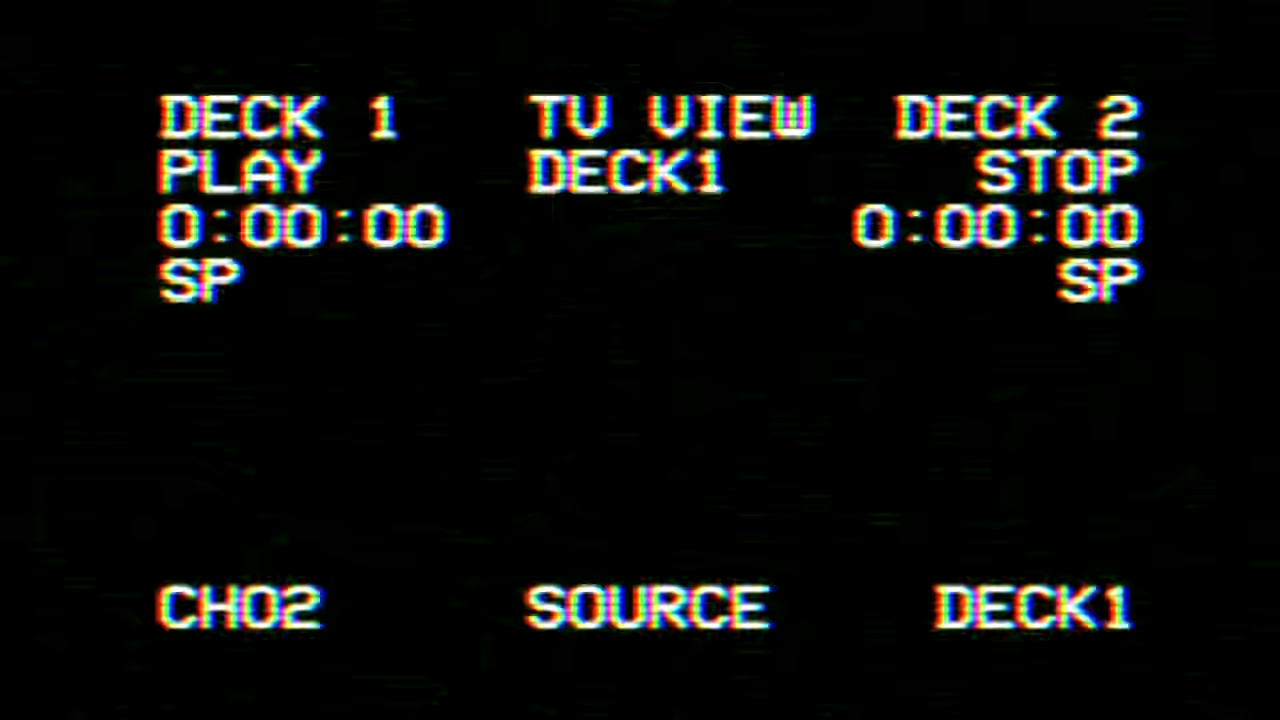 DECK 1 TV VIEW DECK 2
PLAY DECK1 STOP
0:00:00 0:00:00
SP SP
CH02 SOURCE DECK1